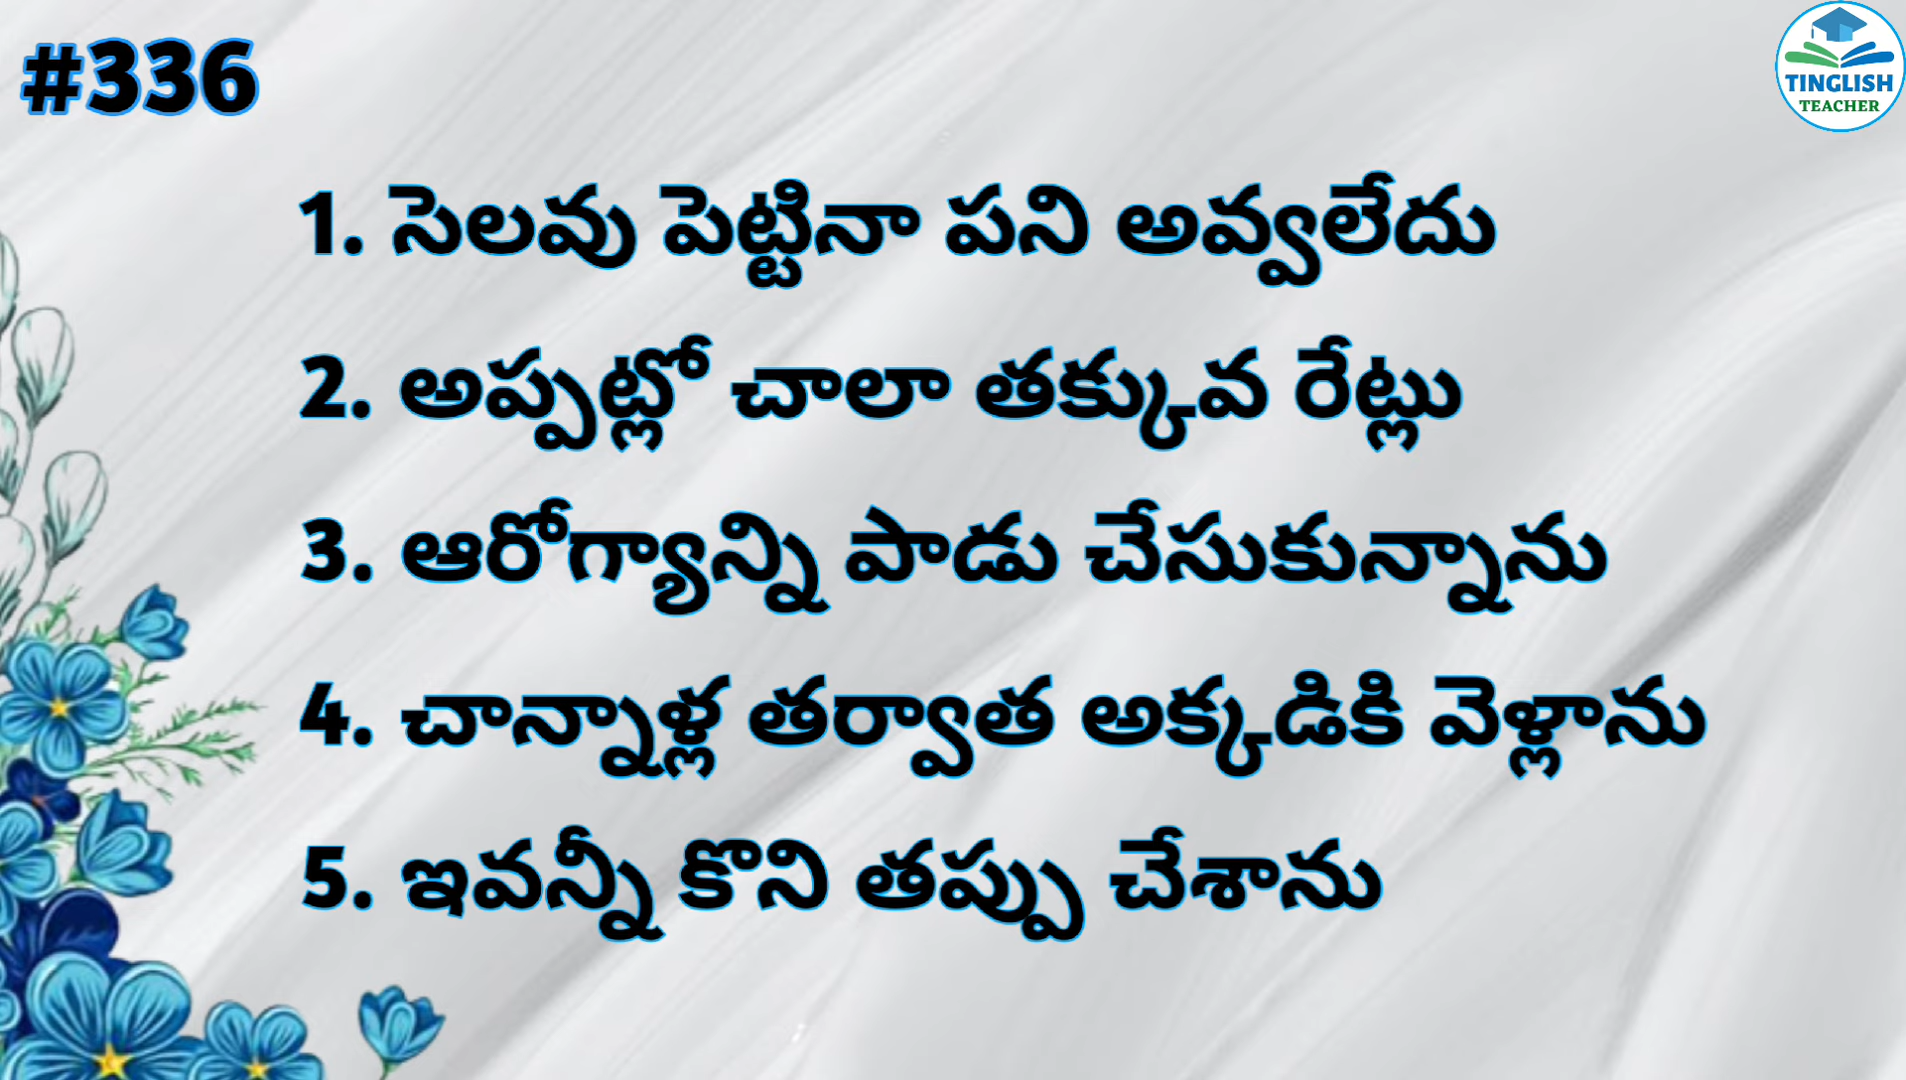 #336
TINGLISH
TEACHER
1. సెలవు పెట్టినా పని అవ్వలేదు
2. అప్పట్లో చాలా తక్కువ రేట్లు
3. ఆరోగ్యాన్ని పాడు చేసుకున్నాను
4. చాన్నాళ్ల తర్వాత అక్కడికి వెళ్లాను
5. ఇవన్నీ కొని తప్పు చేశాను